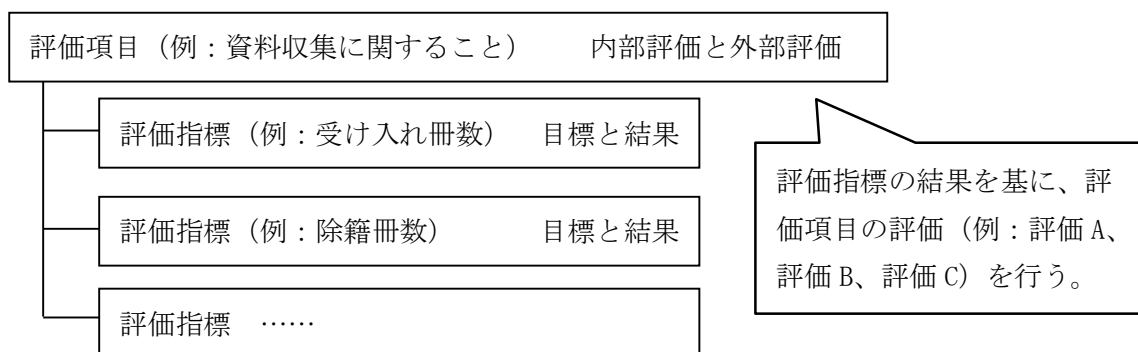 評価項目（例：資料収集に関すること）　　内部評価と外部評価
評価指標（例：受け入れ冊数）　目標と結果
評価指標（例：除籍冊数）　　　目標と結果
評価指標　……
評価指標の結果を基に、評
価項目の評価（例：評価 A、
評価 B、評価 C）を行う。